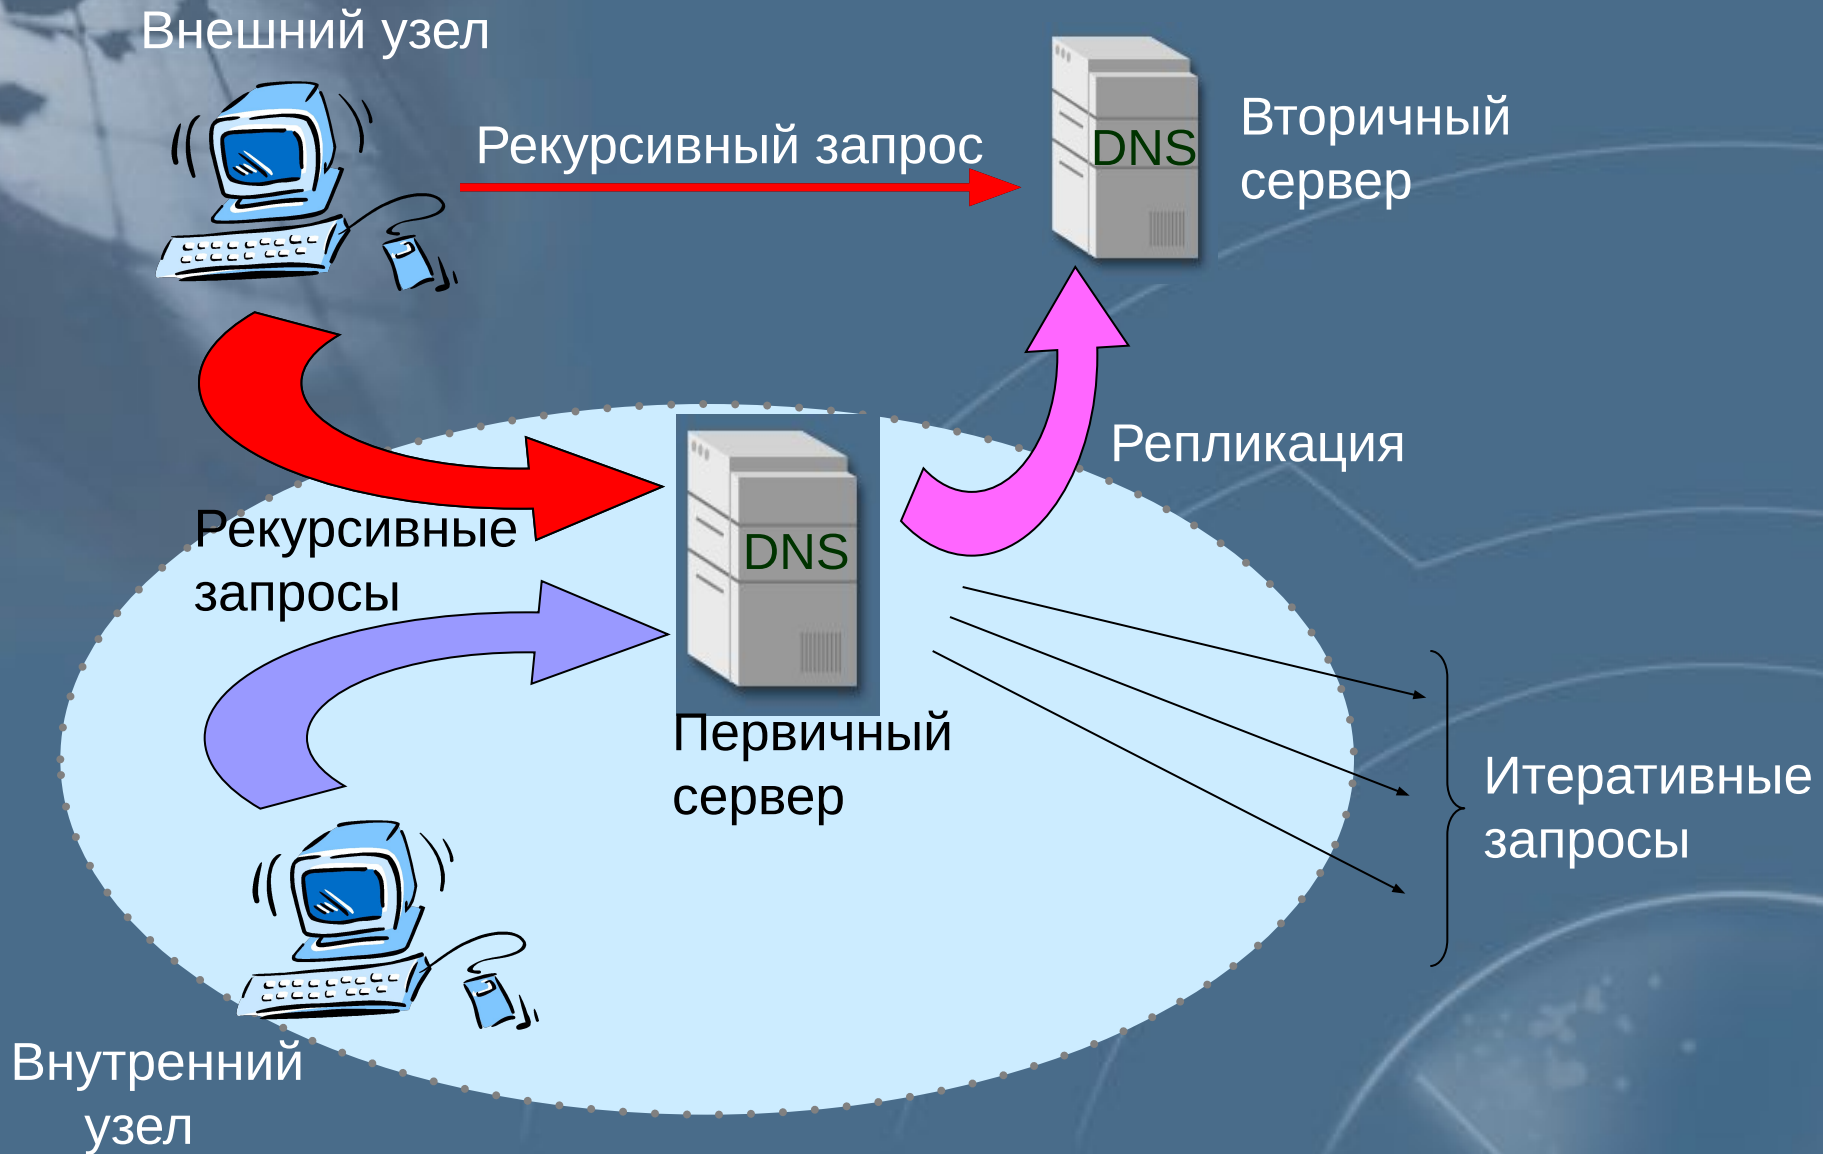 Внешний узел
Рекурсивный запрос
DNS
Вторичный
сервер
Репликация
Рекурсивные
запросы
DNS
Первичный
сервер
Итеративные
запросы
Внутренний
узел